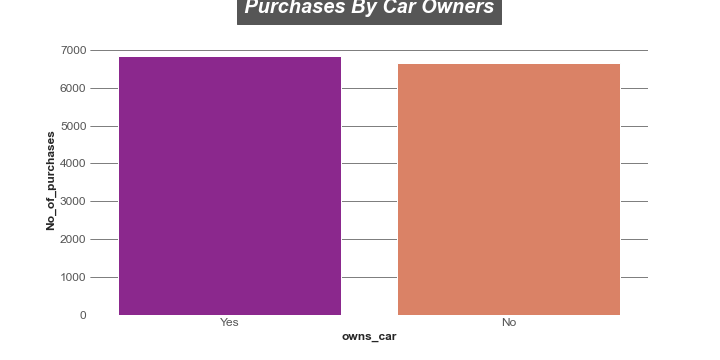 Purchases By Car Owners
7000
6000
5000
4000
3000
2000
1000
0
No_of_purchases
Yes
No
owns_car